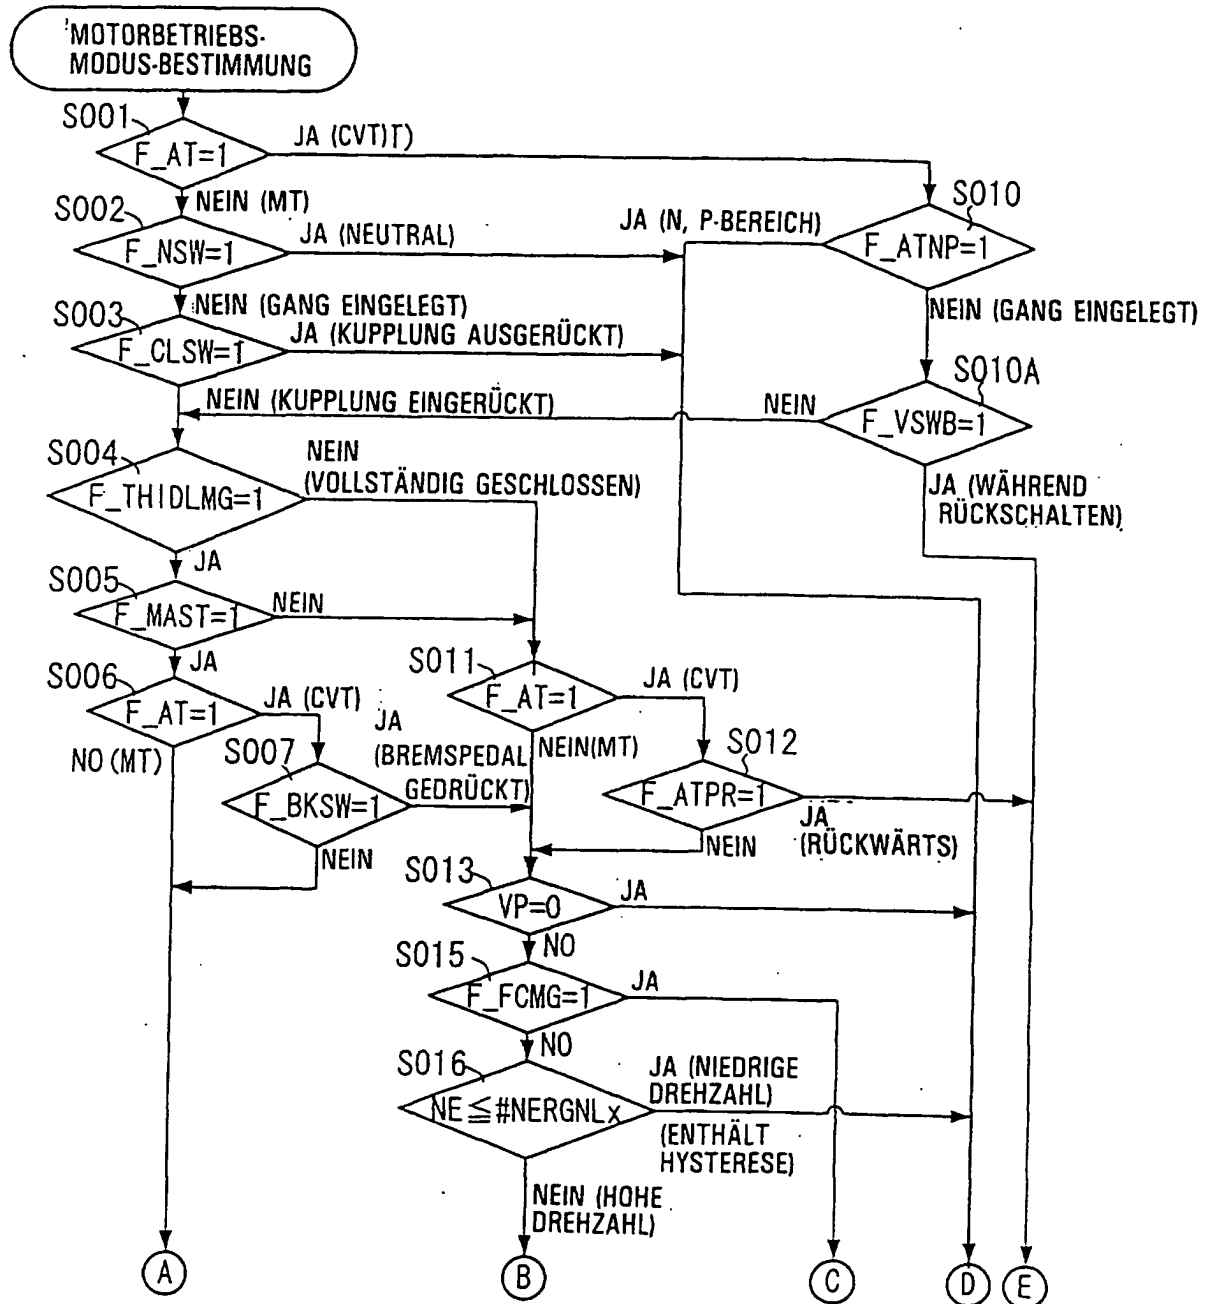 MOTORBETRIEBS-
MODUS-BESTIMMUNG
S001
F_AT=1
JA (CVT)T)
NEIN (MT)
S002
F_NSW=1
JA (NEUTRAL)
JA (N, P-BEREICH)
S010
F_ATNP=1
NEIN (GANG EINGELEGT)
S003
F_CLSW=1
JA (KUPPLUNG AUSGERÜCKT)
NEIN (GANG EINGELEGT)
S010A
F_VSWB=1
NEIN
NEIN (KUPPLUNG EINGERÜCKT)
JA (WÄHREND
RÜCKSCHALTEN)
S004
F_THIDLMG=1
NEIN
(VOLLSTÄNDIG GESCHLOSSEN)
JA
S005
F_MAST=1
NEIN
JA
S006
F_AT=1
JA (CVT)
NO (MT)
S007
F_BKSW=1
JA
(BREMSPEDAL
GEDRÜCKT)
NEIN
S011
F_AT=1
JA (CVT)
NEIN(MT)
S012
F_ATPR=1
JA
(RÜCKWÄRTS)
NEIN
S013
VP=0
JA
NO
S015
F_FCMG=1
JA
NO
S016
NE≦#NERGNLx
JA (NIEDRIGE
DREHZAHL)
(ENTHÄLT
HYSTERESE)
NEIN (HOHE
DREHZAHL)
A
B
C
D
E